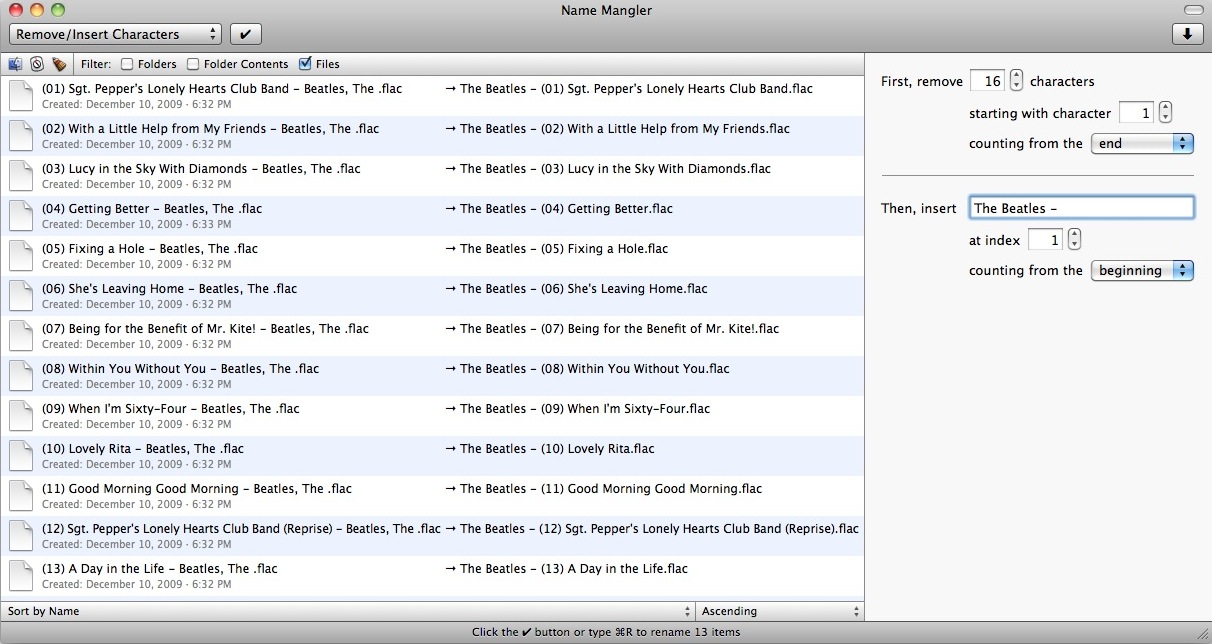 Name Mangler
Remove/Insert Characters ✔
Filter: Folders Folder Contents Files
(01) Sgt. Pepper's Lonely Hearts Club Band – Beatles, The .flac → The Beatles – (01) Sgt. Pepper's Lonely Hearts Club Band.flac
Created: December 10, 2009 · 6:32 PM
(02) With a Little Help from My Friends – Beatles, The .flac → The Beatles – (02) With a Little Help from My Friends.flac
Created: December 10, 2009 · 6:32 PM
(03) Lucy in the Sky With Diamonds – Beatles, The .flac → The Beatles – (03) Lucy in the Sky With Diamonds.flac
Created: December 10, 2009 · 6:32 PM
(04) Getting Better – Beatles, The .flac → The Beatles – (04) Getting Better.flac
Created: December 10, 2009 · 6:33 PM
(05) Fixing a Hole – Beatles, The .flac → The Beatles – (05) Fixing a Hole.flac
Created: December 10, 2009 · 6:32 PM
(06) She's Leaving Home – Beatles, The .flac → The Beatles – (06) She's Leaving Home.flac
Created: December 10, 2009 · 6:32 PM
(07) Being for the Benefit of Mr. Kite! – Beatles, The .flac → The Beatles – (07) Being for the Benefit of Mr. Kite!.flac
Created: December 10, 2009 · 6:32 PM
(08) Within You Without You – Beatles, The .flac → The Beatles – (08) Within You Without You.flac
Created: December 10, 2009 · 6:32 PM
(09) When I'm Sixty-Four – Beatles, The .flac → The Beatles – (09) When I'm Sixty-Four.flac
Created: December 10, 2009 · 6:32 PM
(10) Lovely Rita – Beatles, The .flac → The Beatles – (10) Lovely Rita.flac
Created: December 10, 2009 · 6:32 PM
(11) Good Morning Good Morning – Beatles, The .flac → The Beatles – (11) Good Morning Good Morning.flac
Created: December 10, 2009 · 6:32 PM
(12) Sgt. Pepper's Lonely Hearts Club Band (Reprise) – Beatles, The .flac → The Beatles – (12) Sgt. Pepper's Lonely Hearts Club Band (Reprise).flac
Created: December 10, 2009 · 6:32 PM
(13) A Day in the Life – Beatles, The .flac → The Beatles – (13) A Day in the Life.flac
Created: December 10, 2009 · 6:32 PM
Sort by Name Ascending
Click the ✔ button or type ⌘R to rename 13 items
First, remove 16 characters
starting with character 1
counting from the end
Then, insert The Beatles –
at index 1
counting from the beginning